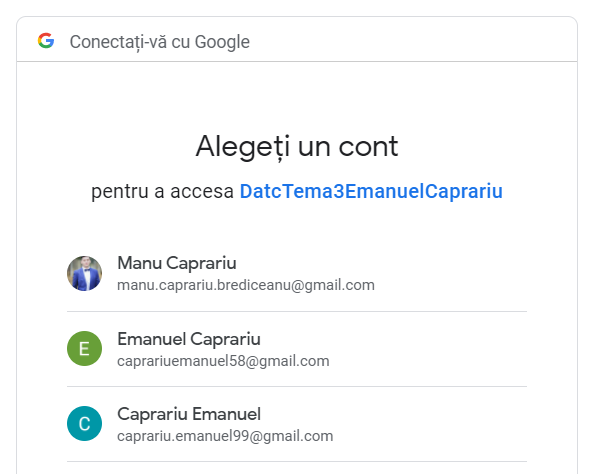 Conectați-vă cu Google
Alegeți un cont
pentru a accesa DatcTema3EmanuelCaprariu
Manu Caprariu
manu.caprariu.brediceanu@gmail.com
E
Emanuel Caprariu
caprariuemanuel58@gmail.com
C
Caprariu Emanuel
caprariu.emanuel99@gmail.com